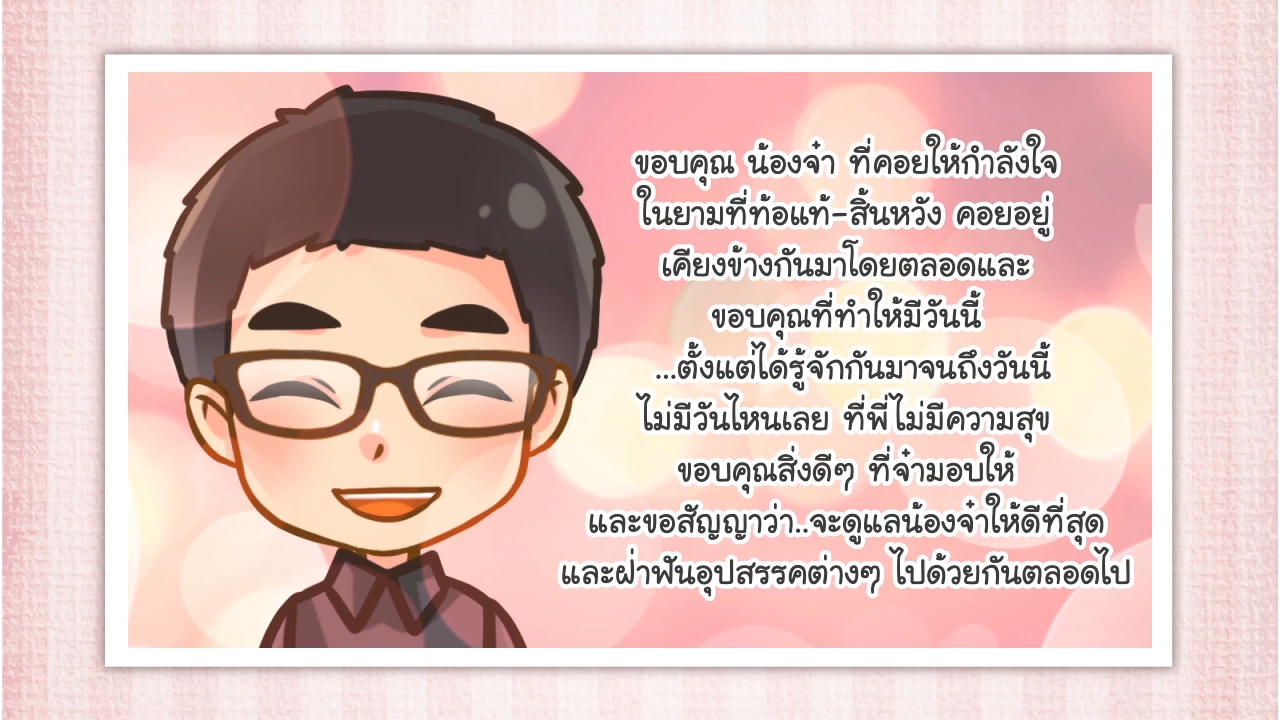 ขอบคุณ น้องจ๋า ที่คอยให้กำลังใจ
ในยามที่ท้อแท้-สิ้นหวัง คอยอยู่
เคียงข้างกันมาโดยตลอดและ
ขอบคุณที่ทำให้มีวันนี้
...ตั้งแต่ได้รู้จักกันมาจนถึงวันนี้
ไม่มีวันไหนเลย ที่พี่ไม่มีความสุข
ขอบคุณสิ่งดีๆ ที่จ๋ามอบให้
และขอสัญญาว่า..จะดูแลน้องจ๋าให้ดีที่สุด
และฝ่าฟันอุปสรรคต่างๆ ไปด้วยกันตลอดไป